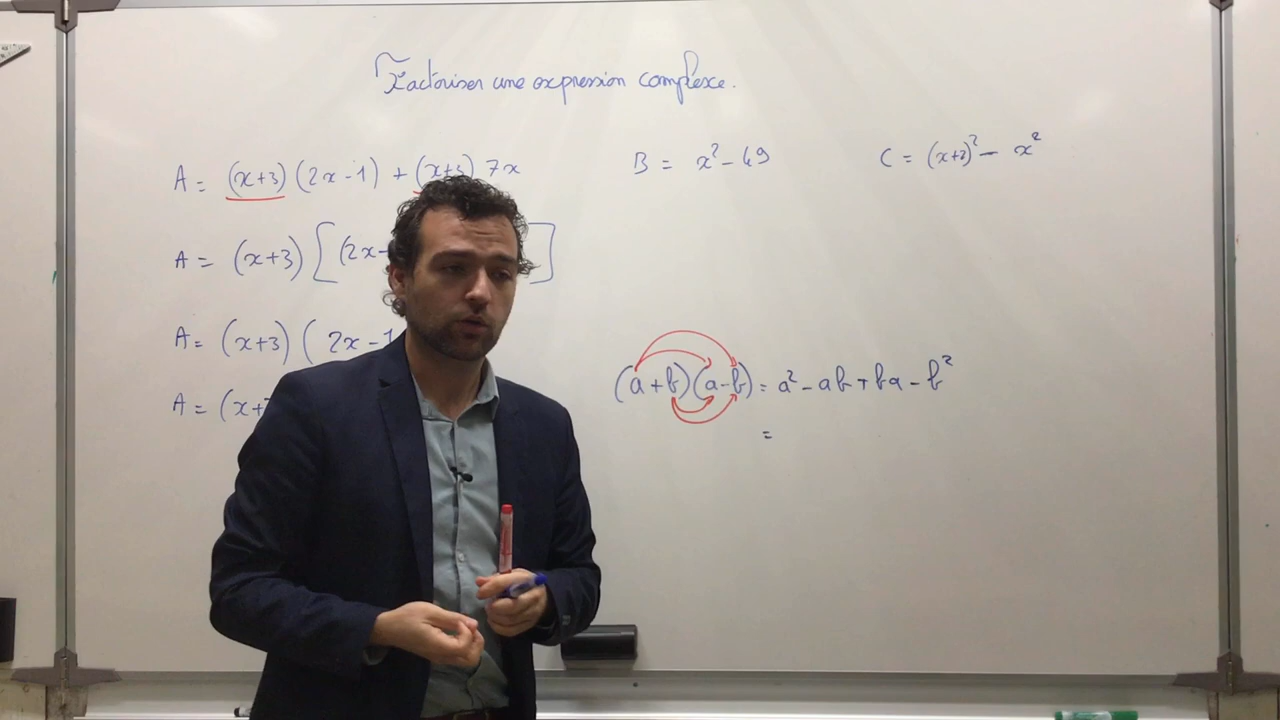 Factoriser une expression complexe.
A = (x+3)(2x-1) + (x+3) 7x
A = (x+3) [(2x- ]
A = (x+3) ( 2x-1
A = (x+
B = x² - 49
C = (x+2)² - x²
(a+b)(a-b) = a² - ab + ba - b²
=